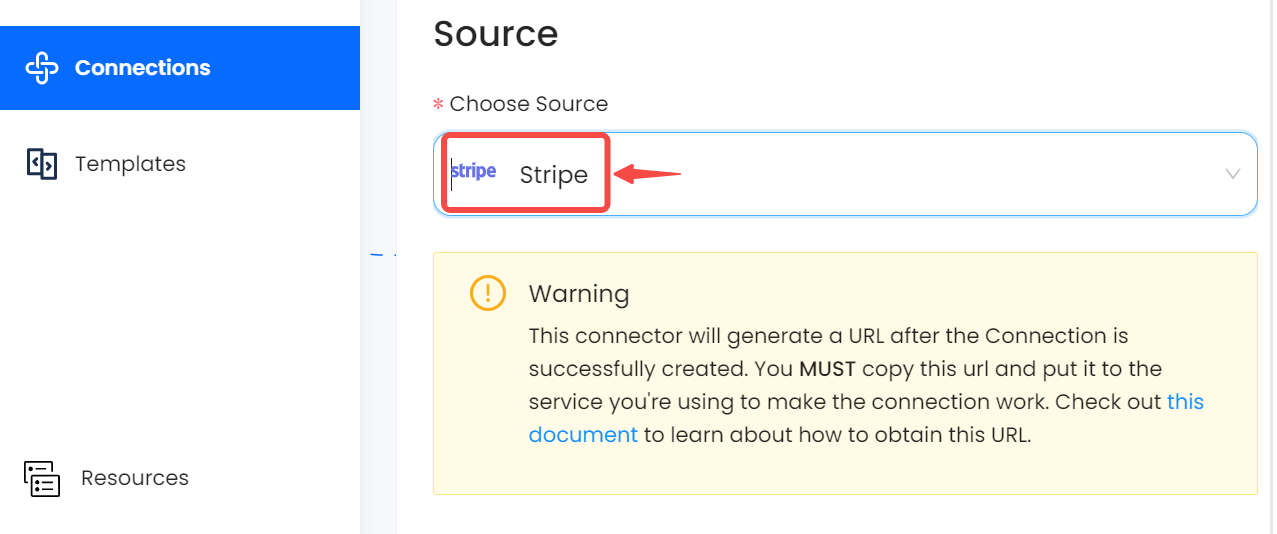 Connections
Templates
Resources
Source
* Choose Source
stripe Stripe
Warning
This connector will generate a URL after the Connection is
successfully created. You MUST copy this url and put it to the
service you're using to make the connection work. Check out this
document to learn about how to obtain this URL.